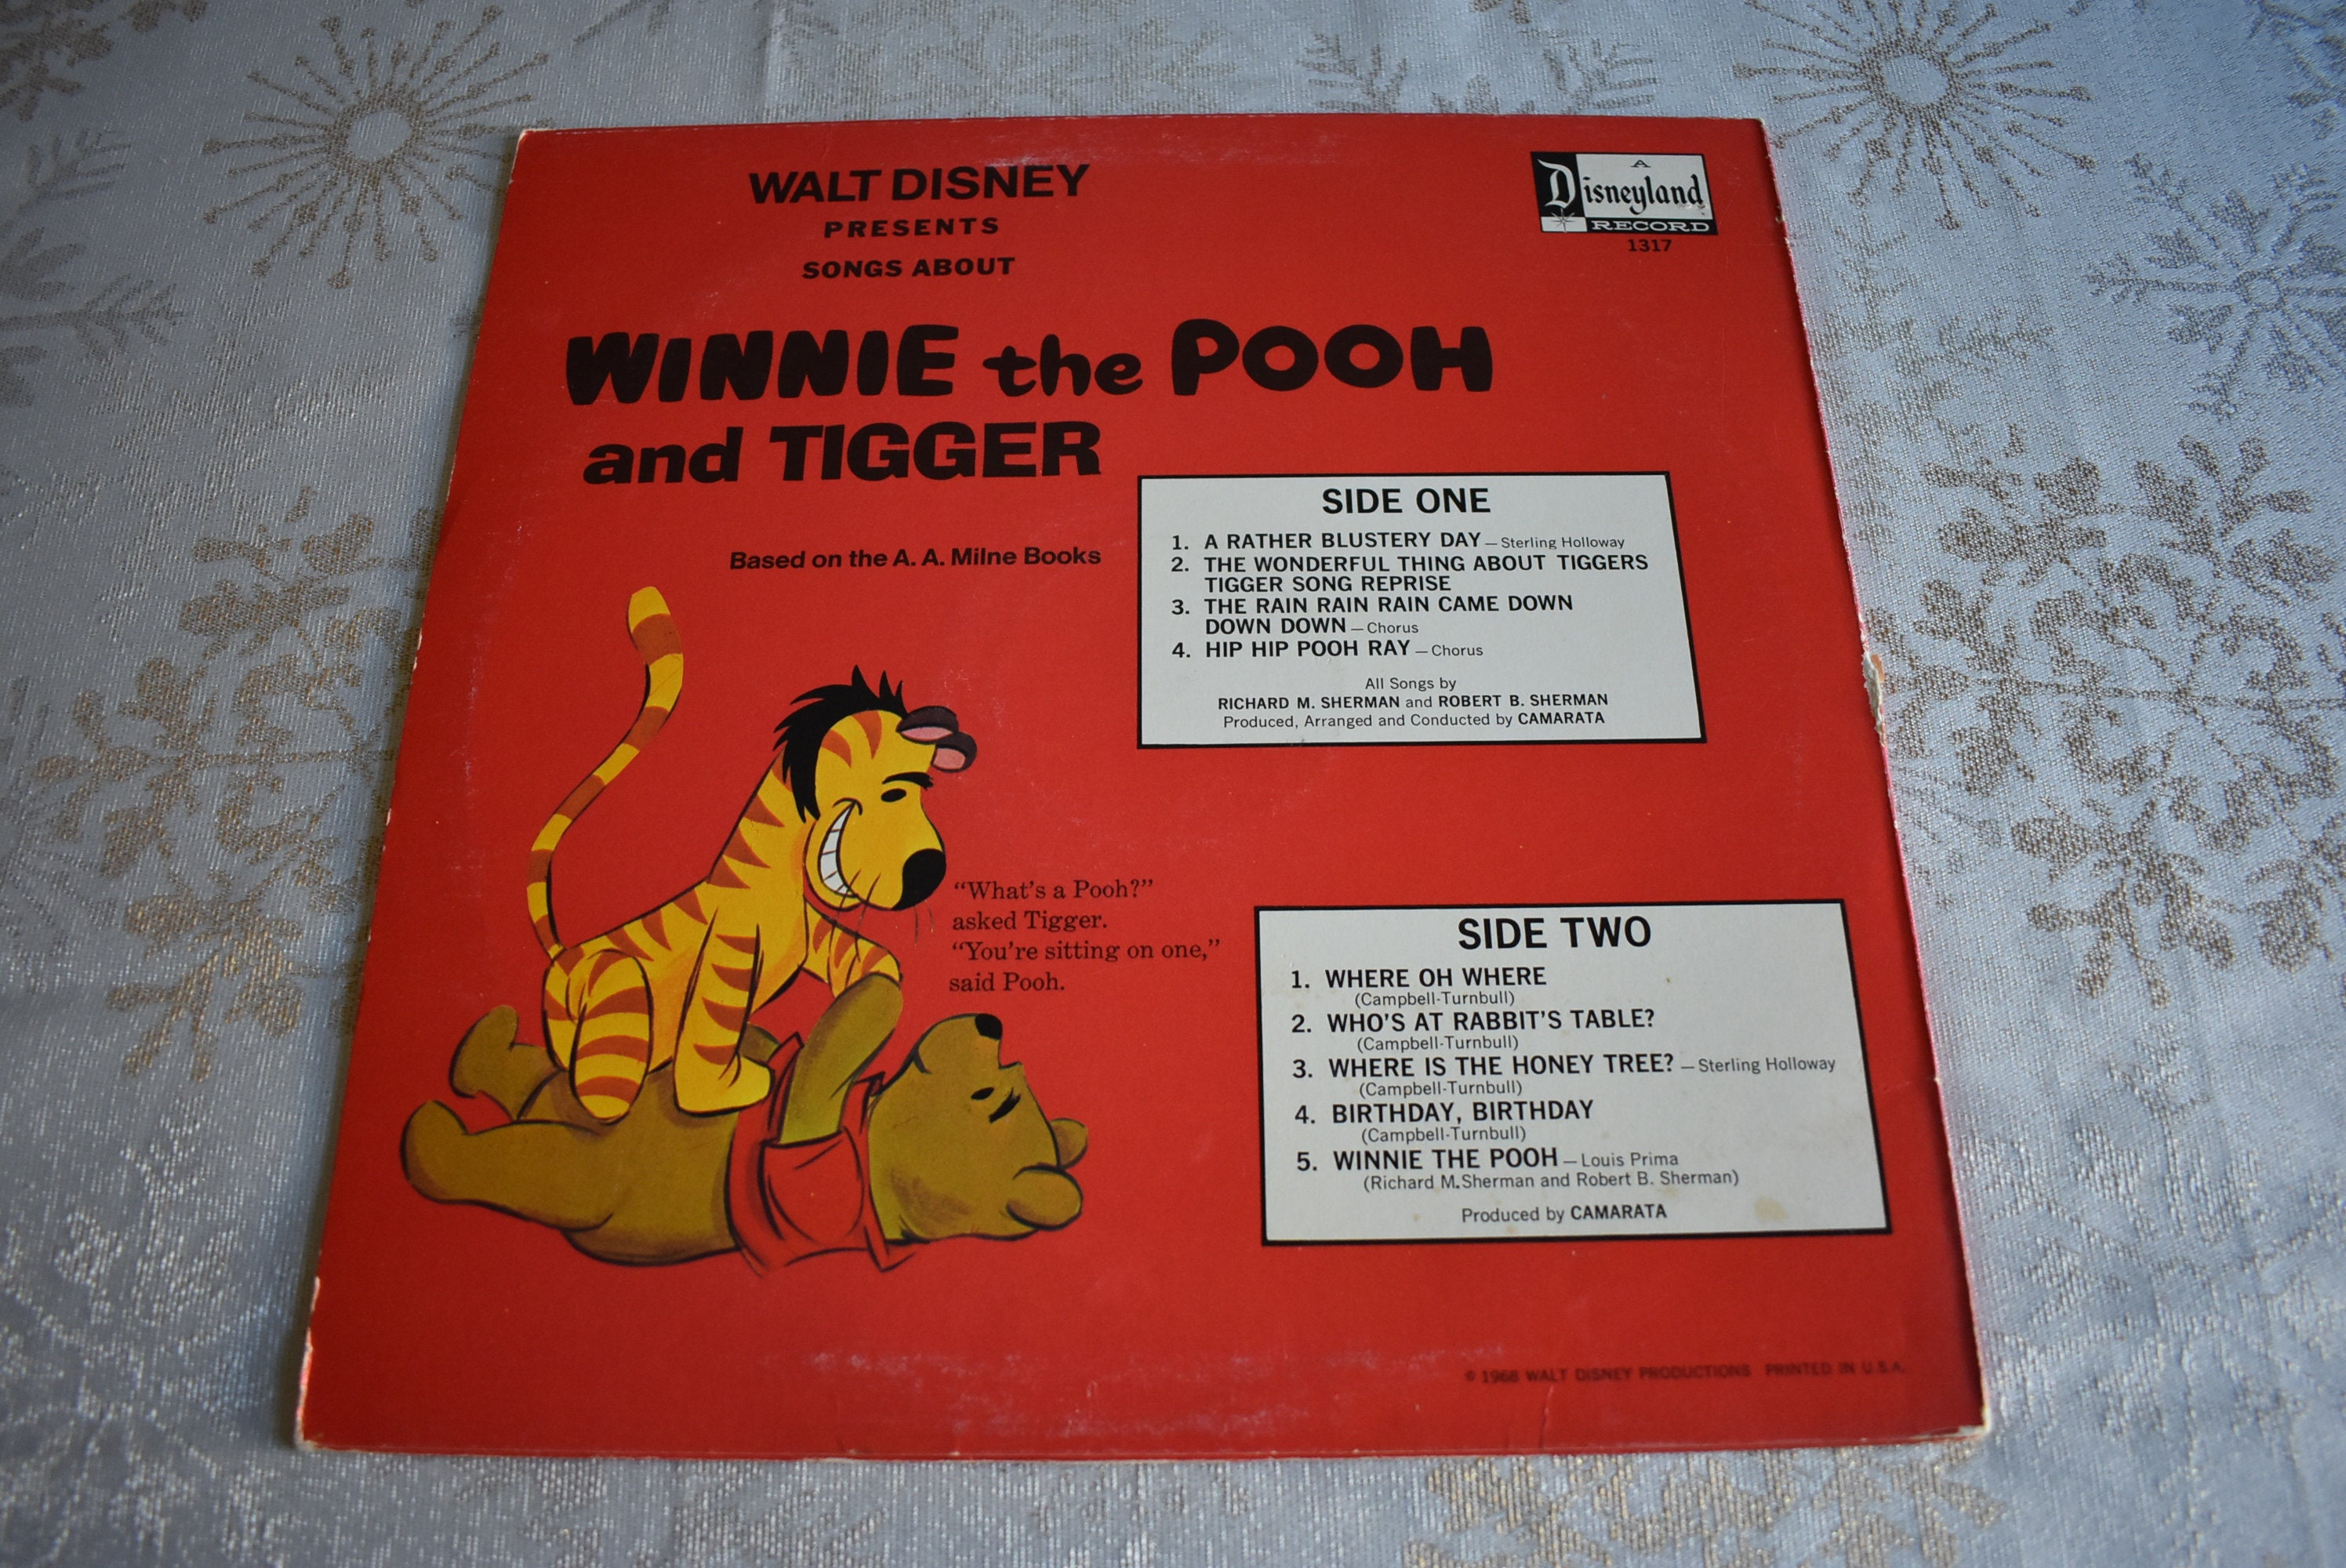 WALT DISNEY
PRESENTS
SONGS ABOUT
WINNIE the POOH
and TIGGER
Based on the A. A. Milne Books
A
Disneyland
RECORD
1317
SIDE ONE
1. A RATHER BLUSTERY DAY — Sterling Holloway
2. THE WONDERFUL THING ABOUT TIGGERS
TIGGER SONG REPRISE
3. THE RAIN RAIN RAIN CAME DOWN
DOWN DOWN — Chorus
4. HIP HIP POOH RAY — Chorus
All Songs by
RICHARD M. SHERMAN and ROBERT B. SHERMAN
Produced, Arranged and Conducted by CAMARATA
“What's a Pooh?”
asked Tigger.
“You're sitting on one,”
said Pooh.
SIDE TWO
1. WHERE OH WHERE
(Campbell-Turnbull)
2. WHO'S AT RABBIT'S TABLE?
(Campbell-Turnbull)
3. WHERE IS THE HONEY TREE? — Sterling Holloway
(Campbell-Turnbull)
4. BIRTHDAY, BIRTHDAY
(Campbell-Turnbull)
5. WINNIE THE POOH — Louis Prima
(Richard M. Sherman and Robert B. Sherman)
Produced by CAMARATA
© 1968 WALT DISNEY PRODUCTIONS PRINTED IN U.S.A.